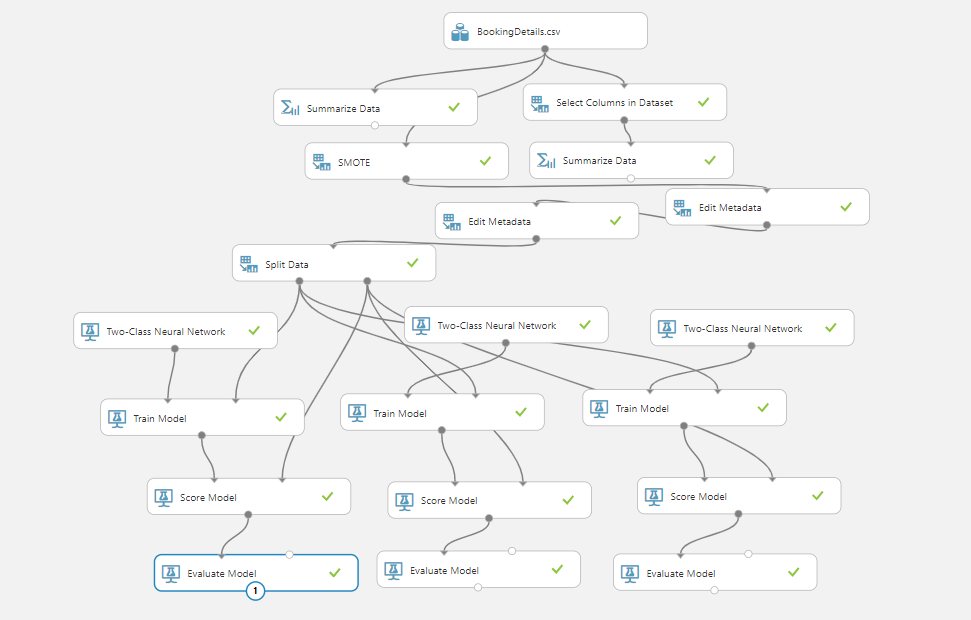 BookingDetails.csv
Summarize Data
Select Columns in Dataset
SMOTE
Summarize Data
Edit Metadata
Edit Metadata
Split Data
Two-Class Neural Network
Two-Class Neural Network
Two-Class Neural Network
Train Model
Train Model
Train Model
Score Model
Score Model
Score Model
Evaluate Model
Evaluate Model
Evaluate Model
1